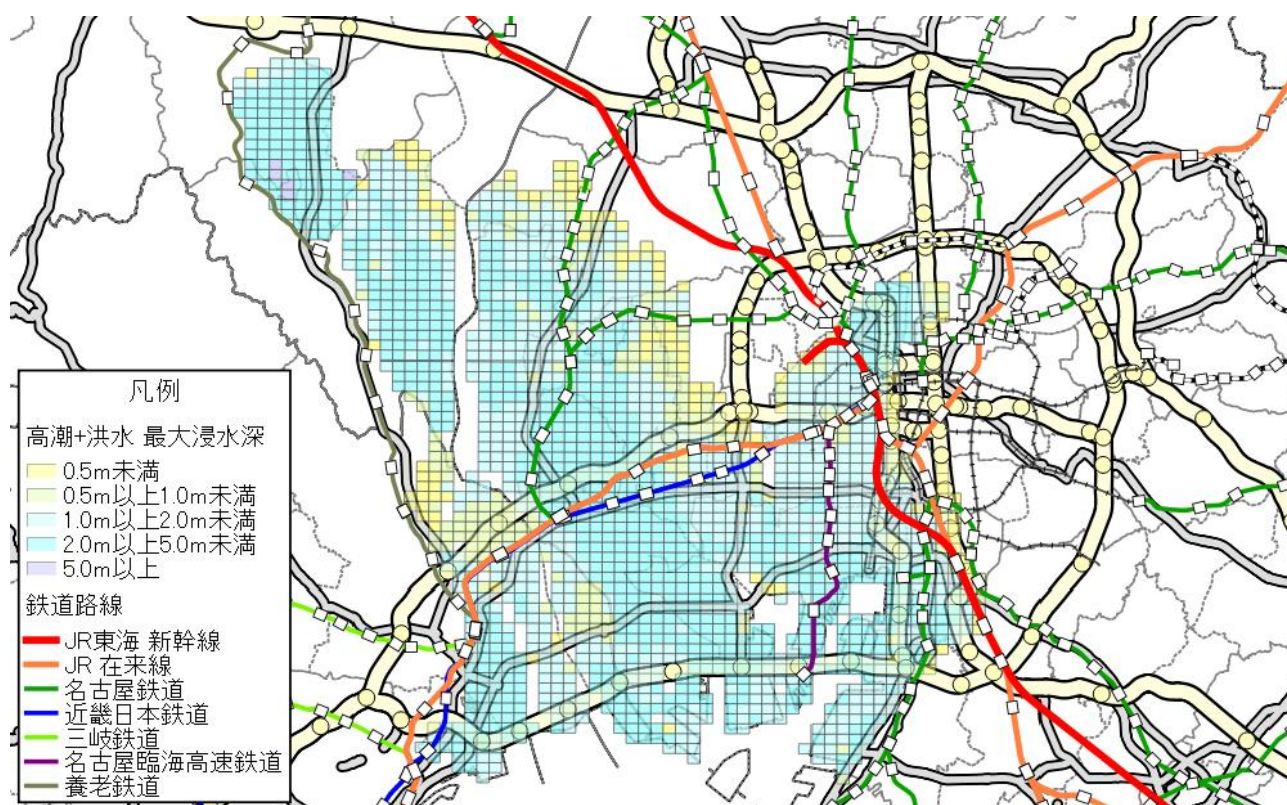 凡例
高潮+洪水 最大浸水深
0.5m未満
0.5m以上1.0m未満
1.0m以上2.0m未満
2.0m以上5.0m未満
5.0m以上
鉄道路線
JR東海 新幹線
JR 在来線
名古屋鉄道
近畿日本鉄道
三岐鉄道
名古屋臨海高速鉄道
養老鉄道